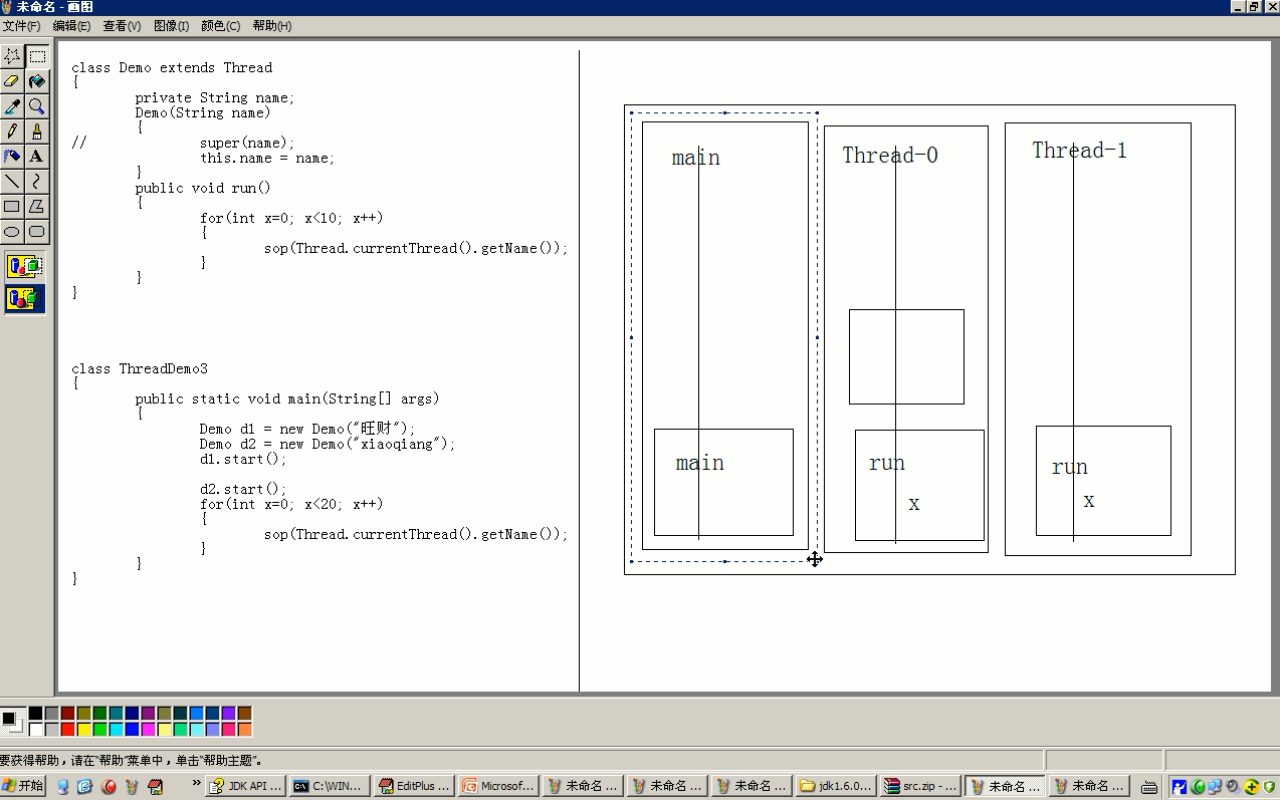 未命名 - 画图
文件(F) 编辑(E) 查看(V) 图像(I) 颜色(C) 帮助(H)
class Demo extends Thread
{
private String name;
Demo(String name)
{
// super(name);
this.name = name;
}
public void run()
{
for(int x=0; x<10; x++)
{
sop(Thread.currentThread().getName());
}
}
}
class ThreadDemo3
{
public static void main(String[] args)
{
Demo d1 = new Demo("旺财");
Demo d2 = new Demo("xiaoqiang");
d1.start();
d2.start();
for(int x=0; x<20; x++)
{
sop(Thread.currentThread().getName());
}
}
}
main Thread-0 Thread-1
main run run
x x
要获得帮助，请在“帮助”菜单中，单击“帮助主题”。
开始 » JDK API ... C:\WIN... EditPlus ... Microsof... 未命名 ... 未命名 ... 未命名 ... jdk1.6.0... src.zip - ... 未命名 ... 未命名 ...